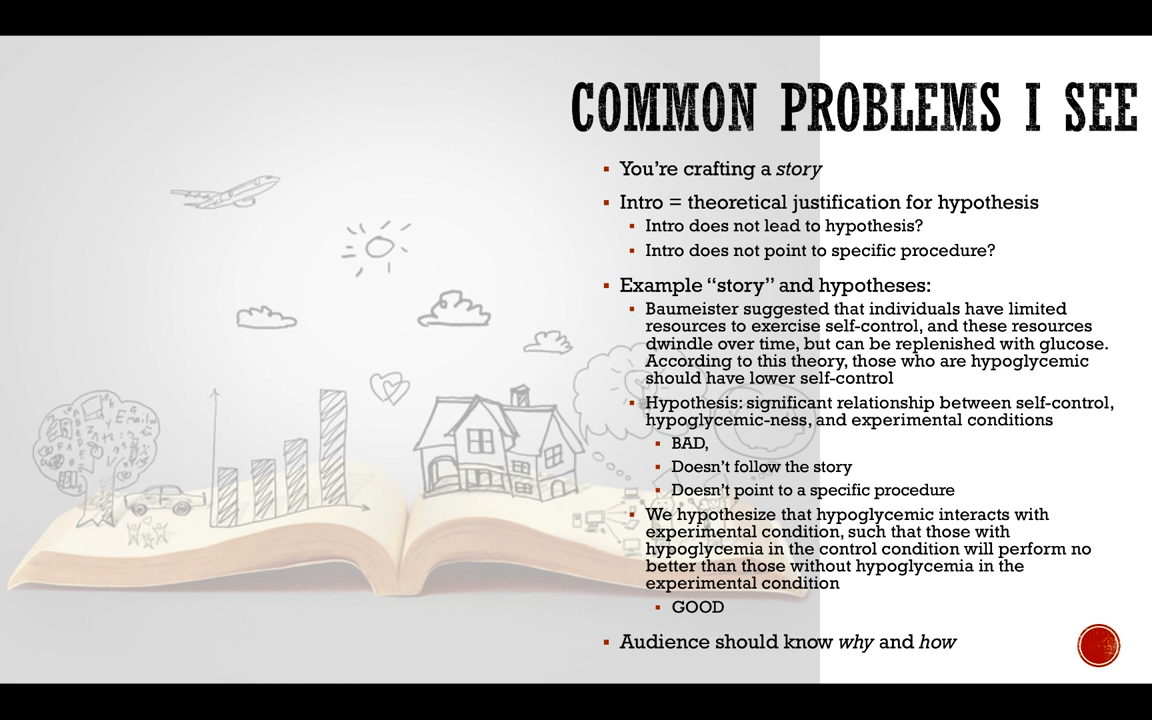 COMMON PROBLEMS I SEE
▪ You're crafting a story
▪ Intro = theoretical justification for hypothesis
▪ Intro does not lead to hypothesis?
▪ Intro does not point to specific procedure?
▪ Example “story” and hypotheses:
▪ Baumeister suggested that individuals have limited
resources to exercise self-control, and these resources
dwindle over time, but can be replenished with glucose.
According to this theory, those who are hypoglycemic
should have lower self-control
▪ Hypothesis: significant relationship between self-control,
hypoglycemic-ness, and experimental conditions
▪ BAD,
▪ Doesn't follow the story
▪ Doesn't point to a specific procedure
▪ We hypothesize that hypoglycemic interacts with
experimental condition, such that those with
hypoglycemia in the control condition will perform no
better than those without hypoglycemia in the
experimental condition
▪ GOOD
▪ Audience should know why and how